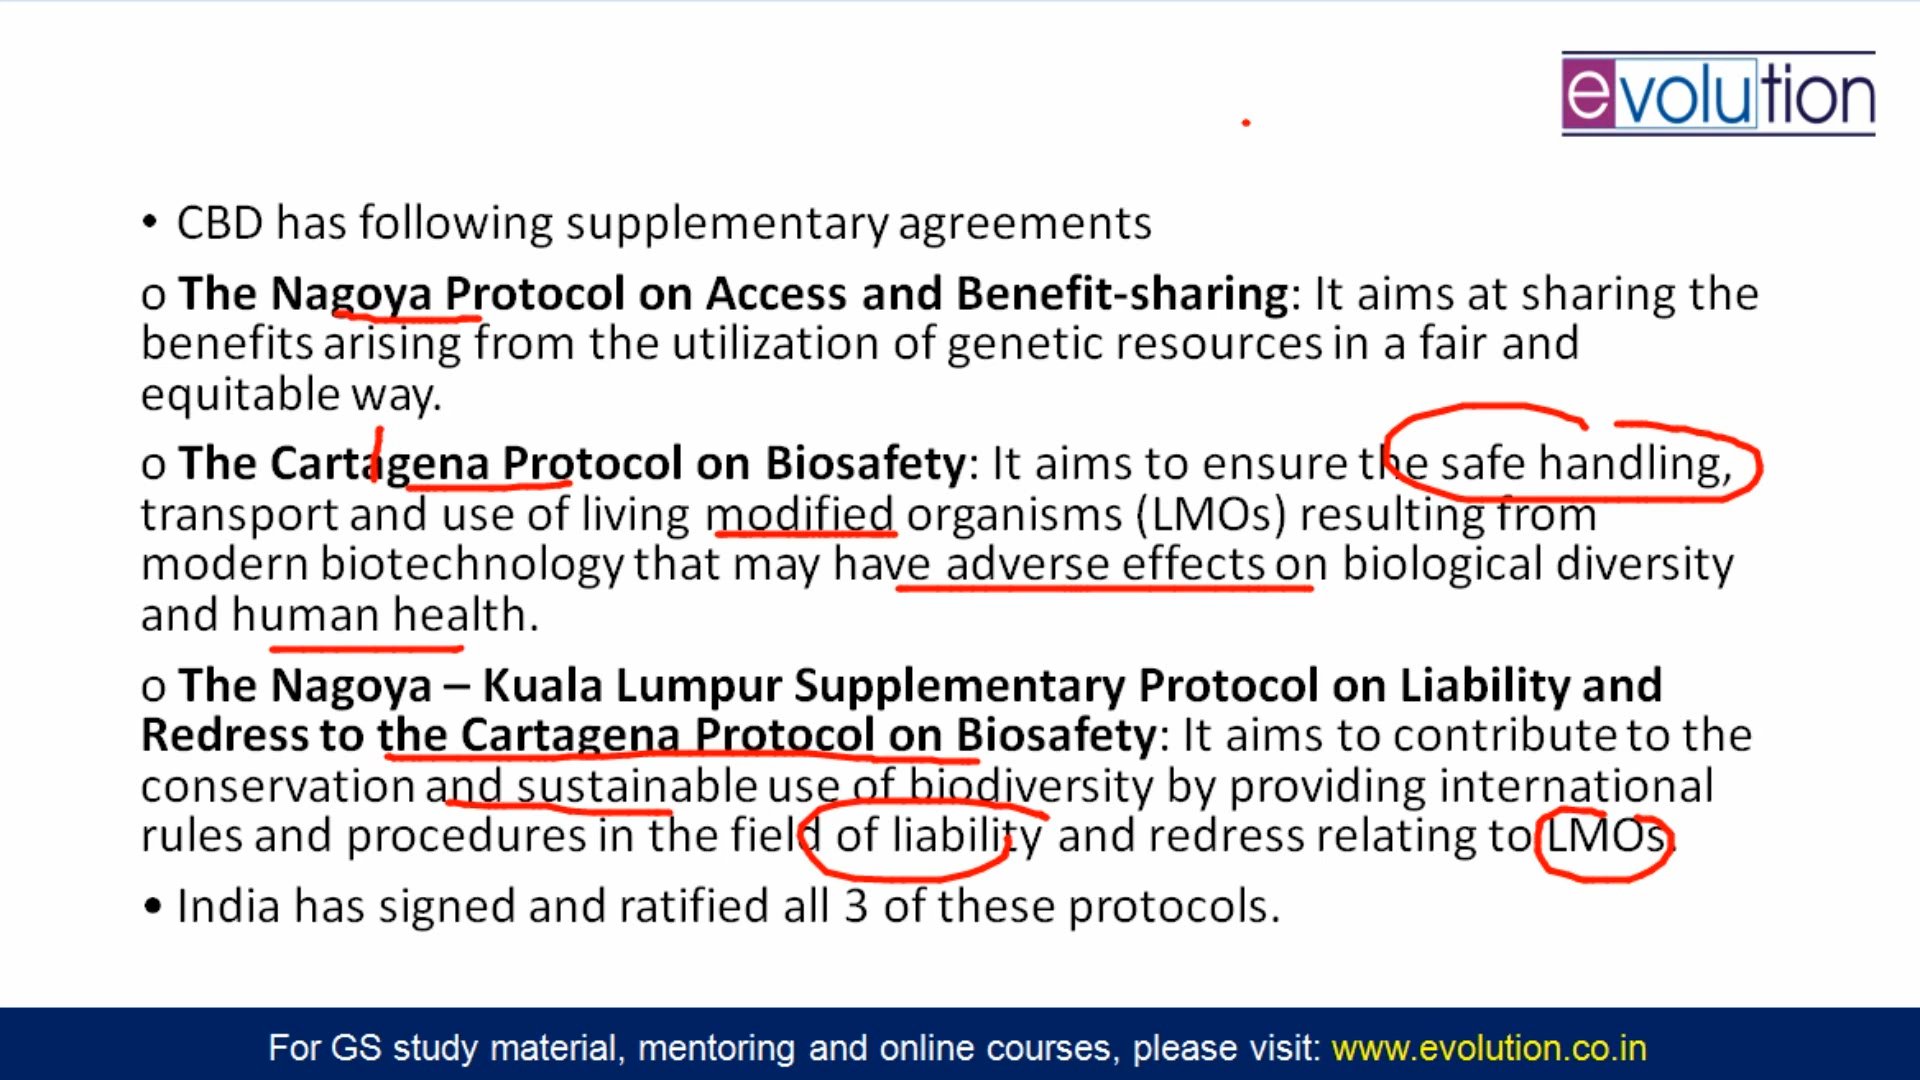 evolution
• CBD has following supplementary agreements
o The Nagoya Protocol on Access and Benefit-sharing: It aims at sharing the
benefits arising from the utilization of genetic resources in a fair and
equitable way.
o The Cartagena Protocol on Biosafety: It aims to ensure the safe handling,
transport and use of living modified organisms (LMOs) resulting from
modern biotechnology that may have adverse effects on biological diversity
and human health.
o The Nagoya – Kuala Lumpur Supplementary Protocol on Liability and
Redress to the Cartagena Protocol on Biosafety: It aims to contribute to the
conservation and sustainable use of biodiversity by providing international
rules and procedures in the field of liability and redress relating to LMOs.
• India has signed and ratified all 3 of these protocols.
For GS study material, mentoring and online courses, please visit: www.evolution.co.in